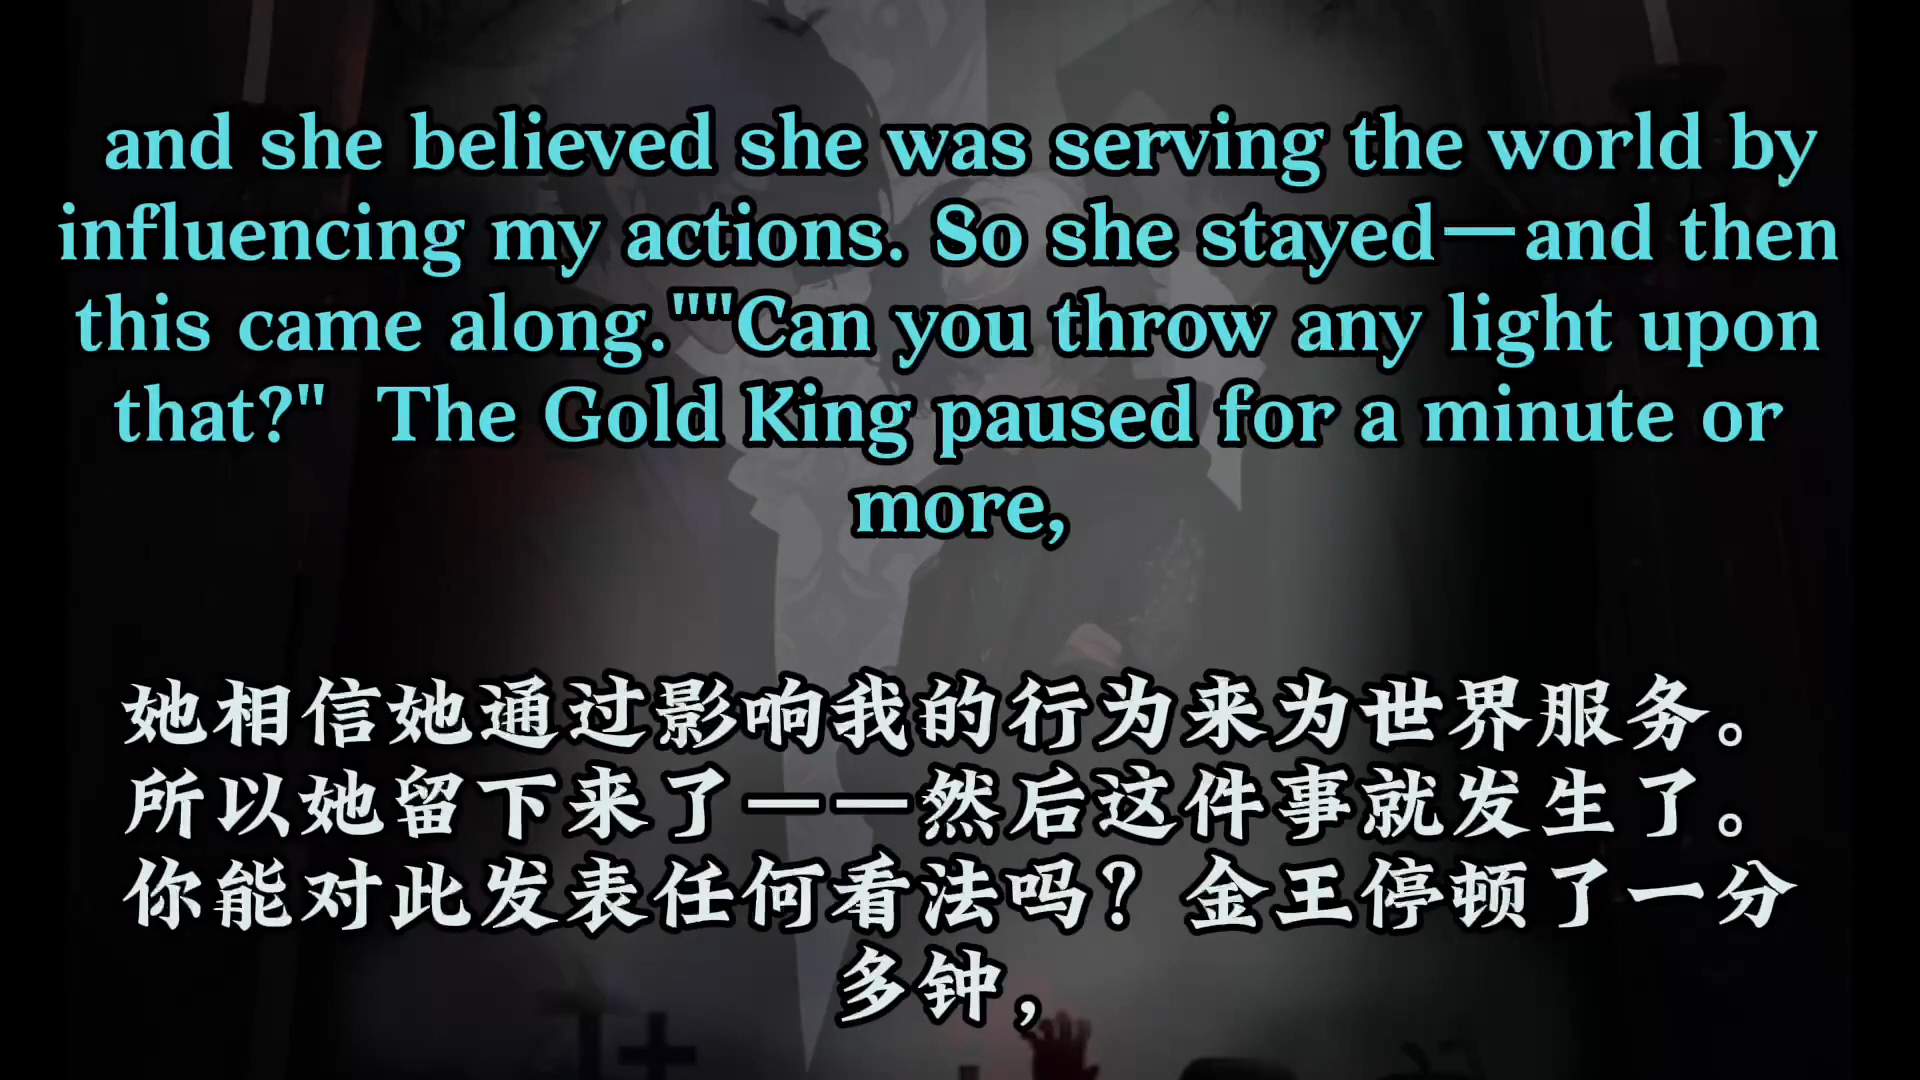 and she believed she was serving the world by
influencing my actions. So she stayed—and then
this came along.""Can you throw any light upon
that?"  The Gold King paused for a minute or
more,
她相信她通过影响我的行为来为世界服务。
所以她留下来了——然后这件事就发生了。
你能对此发表任何看法吗？金王停顿了一分
多钟，